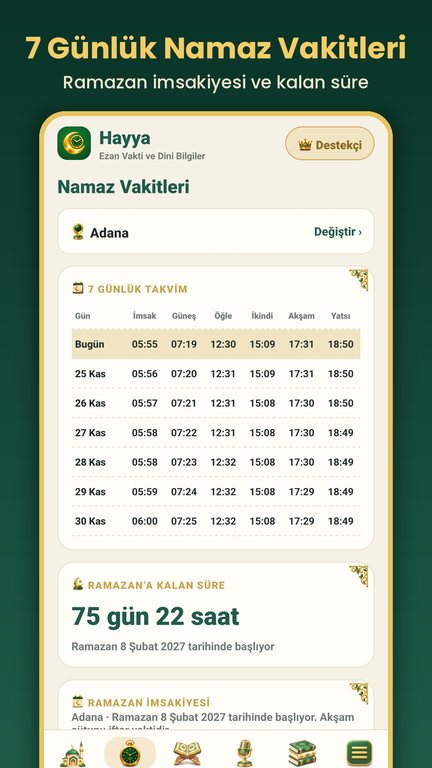 7 Günlük Namaz Vakitleri
Ramazan imsakiyesi ve kalan süre
Hayya
Ezan Vakti ve Dini Bilgiler
Destekçi
Namaz Vakitleri
Adana
Değiştir ›
7 GÜNLÜK TAKVİM
Gün İmsak Güneş Öğle İkindi Akşam Yatsı
Bugün 05:55 07:19 12:30 15:09 17:31 18:50
25 Kas 05:56 07:20 12:31 15:09 17:31 18:50
26 Kas 05:57 07:21 12:31 15:08 17:30 18:50
27 Kas 05:58 07:22 12:31 15:08 17:30 18:49
28 Kas 05:58 07:23 12:32 15:08 17:30 18:49
29 Kas 05:59 07:24 12:32 15:08 17:29 18:49
30 Kas 06:00 07:25 12:32 15:08 17:29 18:49
RAMAZAN'A KALAN SÜRE
75 gün 22 saat
Ramazan 8 Şubat 2027 tarihinde başlıyor
RAMAZAN İMSAKİYESİ
Adana · Ramazan 8 Şubat 2027 tarihinde başlıyor. Akşam
sütunu iftar vaktidir.